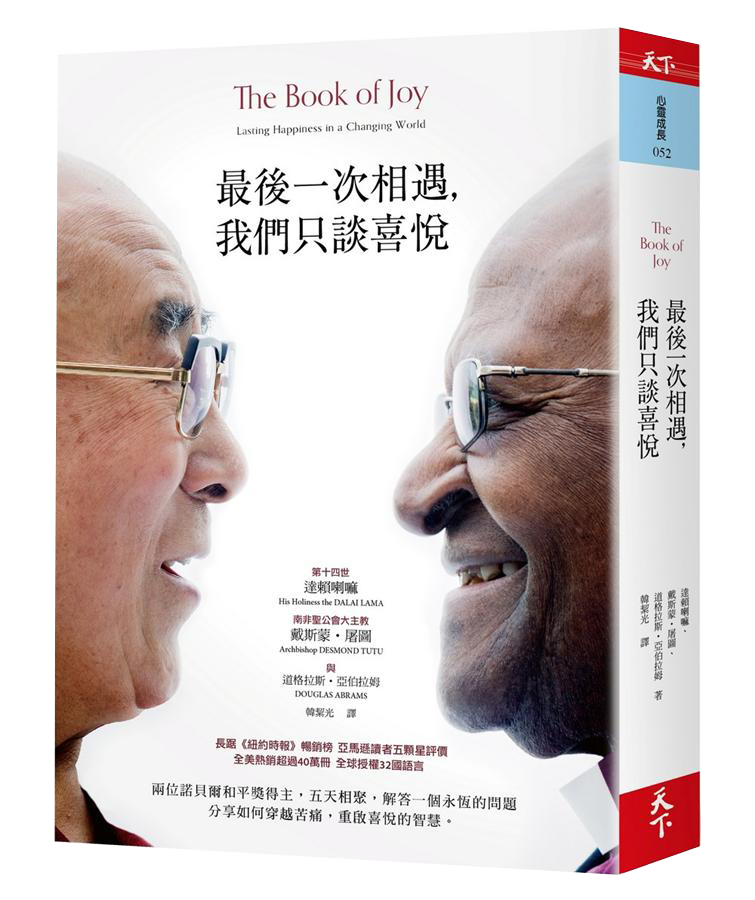 The Book of Joy
Lasting Happiness in a Changing World
最後一次相遇,
我們只談喜悅
第十四世
達賴喇嘛
His Holiness the DALAI LAMA
南非聖公會大主教
戴斯蒙・屠圖
Archbishop DESMOND TUTU
與
道格拉斯・亞伯拉姆
DOUGLAS ABRAMS
韓絜光 譯
長踞《紐約時報》暢銷榜 亞馬遜讀者五顆星評價
全美熱銷超過40萬冊 全球授權32國語言
兩位諾貝爾和平獎得主，五天相聚，解答一個永恆的問題
分享如何穿越苦痛，重啟喜悅的智慧。
天下
心靈成長
052
The
Book of
Joy
最後一次相遇,
我們只談喜悅
達賴喇嘛、
戴斯蒙・屠圖、
道格拉斯・亞伯拉姆 著
韓絜光 譯
天下